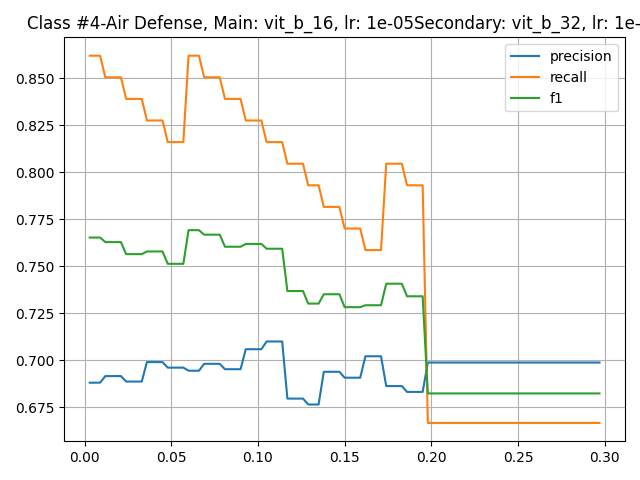 Class #4-Air Defense, Main: vit_b_16, lr: 1e-05Secondary: vit_b_32, lr: 1e-
precision
recall
f1
0.850
0.825
0.800
0.775
0.750
0.725
0.700
0.675
0.00 0.05 0.10 0.15 0.20 0.25 0.30